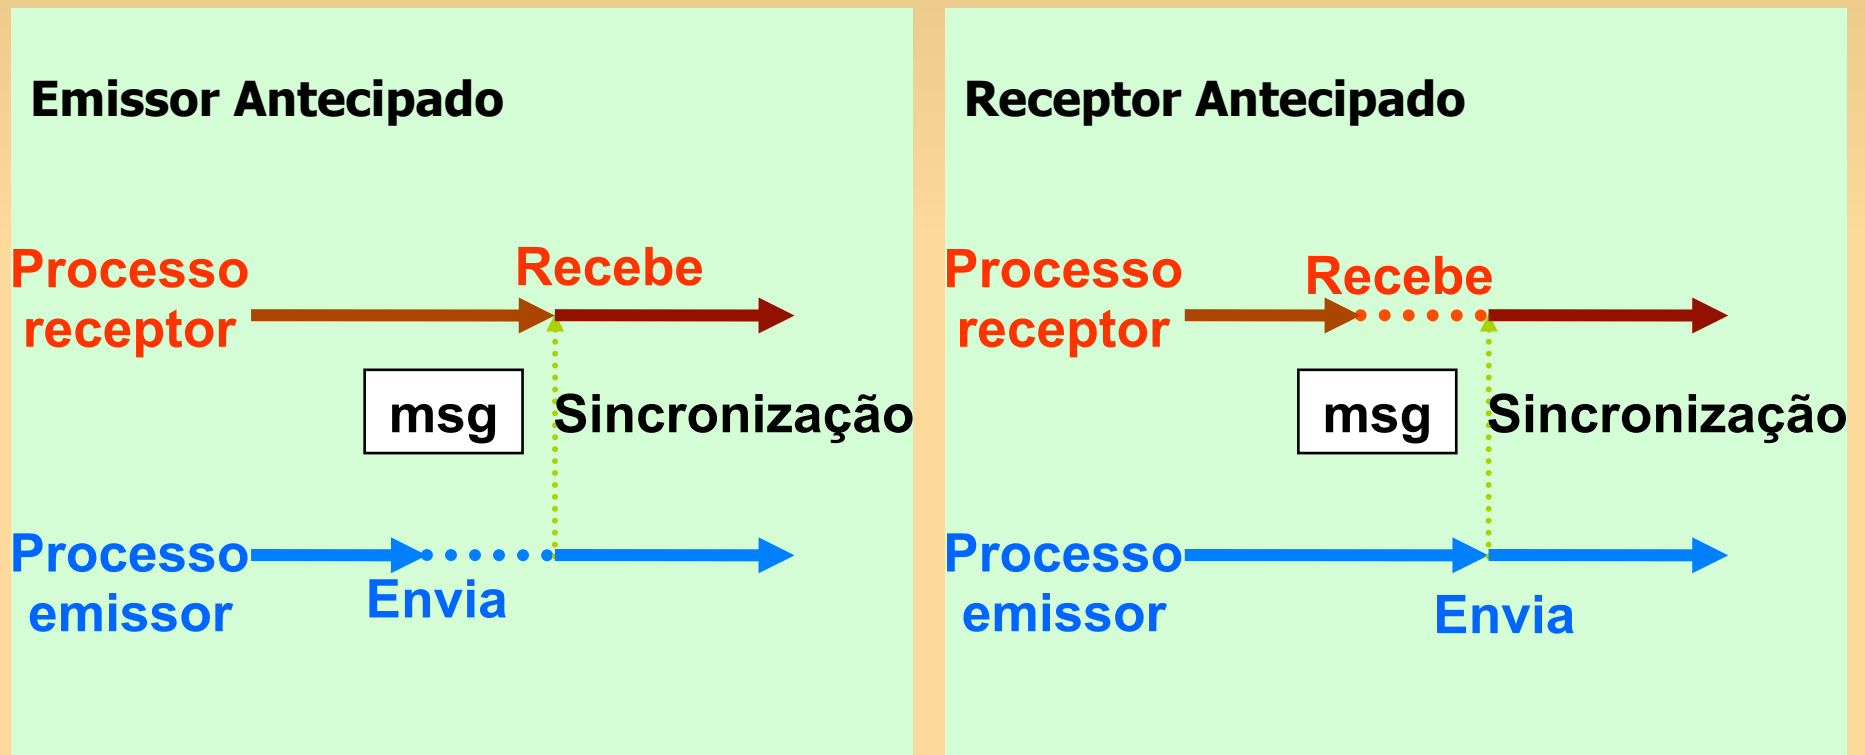 Emissor Antecipado
Processo
receptor
Recebe
msg
Sincronização
Processo
emissor
Envia
Receptor Antecipado
Processo
receptor
Recebe
msg
Sincronização
Processo
emissor
Envia